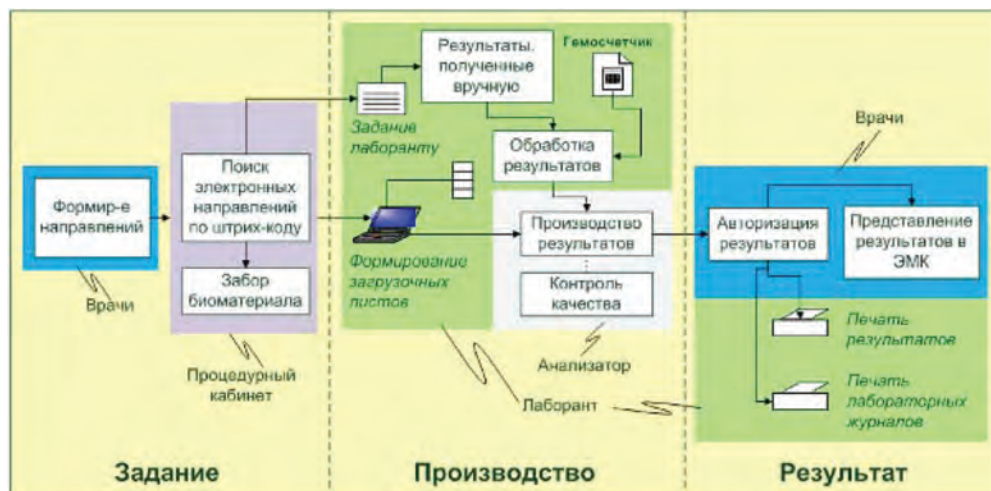 Формир-е
направлений
Врачи
Поиск
электронных
направлений
по штрих-коду
Забор
биоматериала
Процедурный
кабинет
Задание
Результаты,
полученные
вручную
Гемосчетчик
Задание
лаборанту
Обработка
результатов
Формирование
загрузочных
листов
Производство
результатов
Контроль
качества
Анализатор
Лаборант
Производство
Врачи
Авторизация
результатов
Представление
результатов в
ЭМК
Печать
результатов
Печать
лабораторных
журналов
Результат